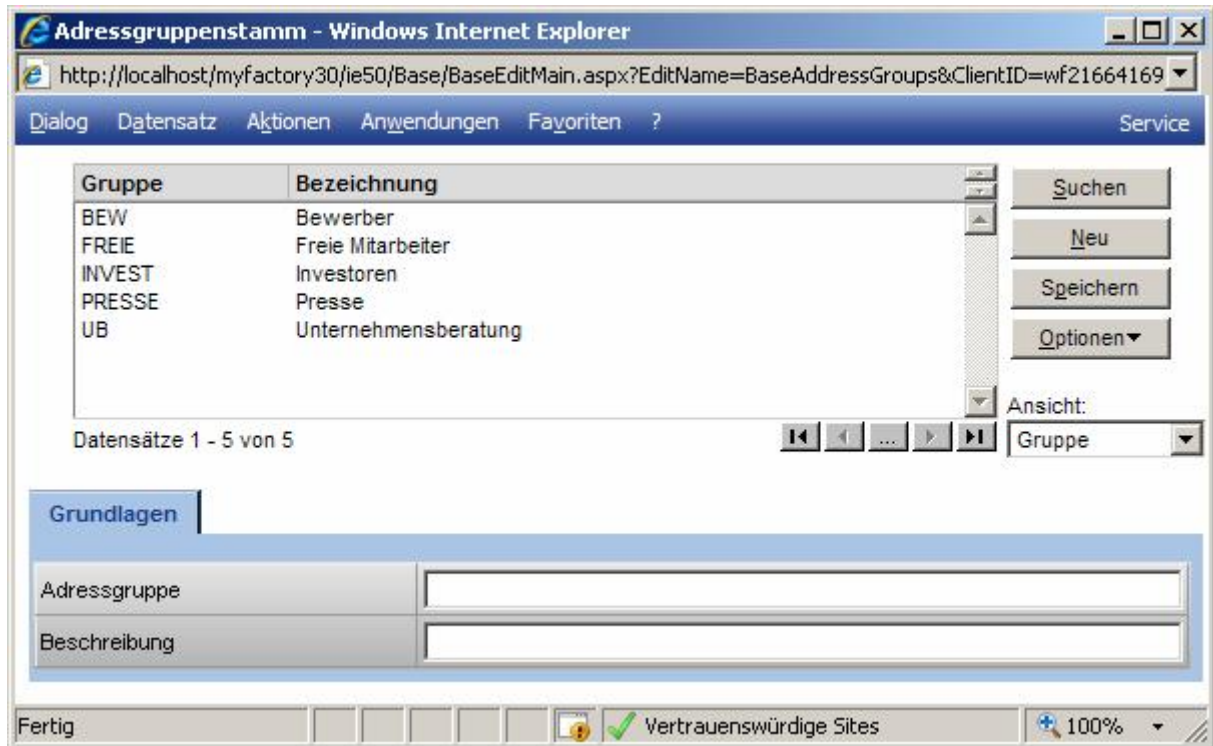 Adressgruppenstamm - Windows Internet Explorer
http://localhost/myfactory30/ie50/Base/BaseEditMain.aspx?EditName=BaseAddressGroups&ClientID=wf21664169
Dialog Datensatz Aktionen Anwendungen Favoriten ? Service
Gruppe Bezeichnung
BEW Bewerber
FREIE Freie Mitarbeiter
INVEST Investoren
PRESSE Presse
UB Unternehmensberatung
Suchen
Neu
Speichern
Optionen
Ansicht:
Datensätze 1 - 5 von 5 ... Gruppe
Grundlagen
Adressgruppe
Beschreibung
Fertig Vertrauenswürdige Sites 100%